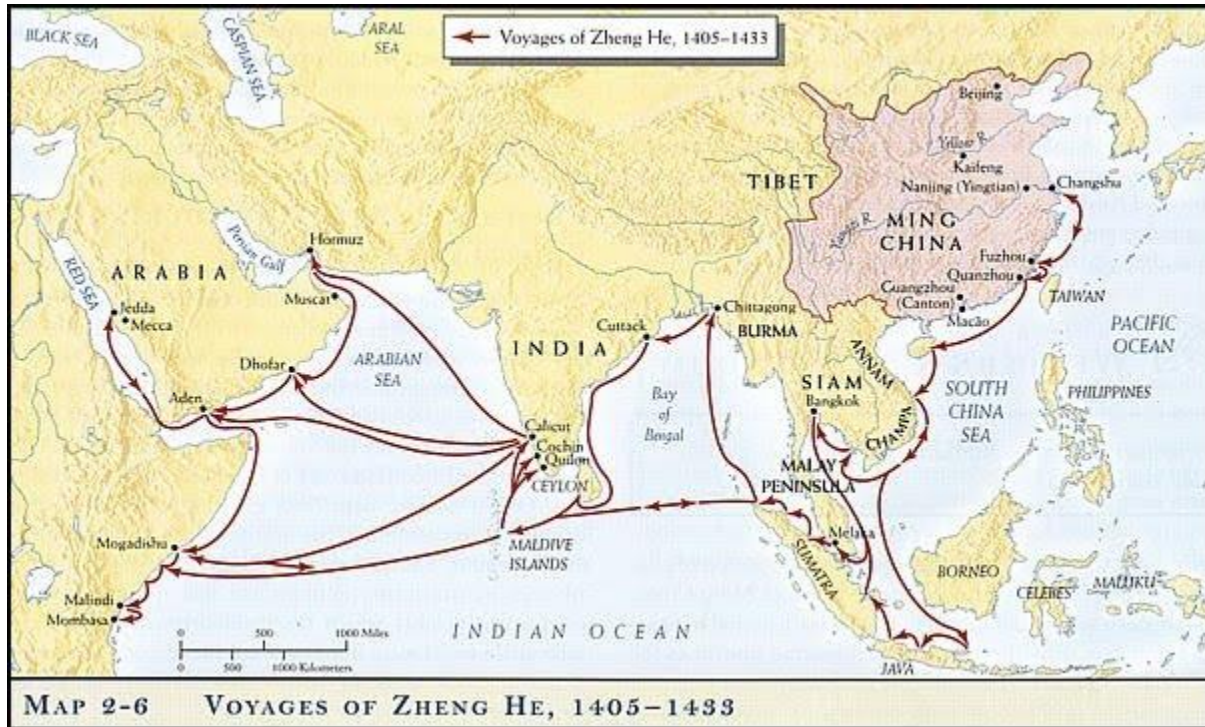 Voyages of Zheng He, 1405–1433
BLACK SEA
CASPIAN SEA
ARAL
SEA
Beijing
Yellow R.
Kaifeng
TIBET
Nanjing (Yingtian)
Changshu
Yangzi R.
MING
CHINA
Hormuz
Persian Gulf
Fuzhou
Quanzhou
ARABIA
RED SEA
Guangzhou
(Canton)
TAIWAN
Muscat
Jedda
Mecca
Chittagong
Macão
PACIFIC
OCEAN
Cuttack
BURMA
INDIA
ANNAM
Dhofar
ARABIAN
SEA
SIAM
Bangkok
SOUTH
CHINA
SEA
PHILIPPINES
Aden
Bay
of
Bengal
CHAMPA
Calicut
Cochin
Quilon
CEYLON
MALAY
PENINSULA
Mogadishu
MALDIVE
ISLANDS
Melaka
SUMATRA
BORNEO
CELEBES
MALUKU
Malindi
Mombasa
0 500 1000 Miles
0 500 1000 Kilometers
INDIAN OCEAN
JAVA
MAP 2-6 VOYAGES OF ZHENG HE, 1405–1433